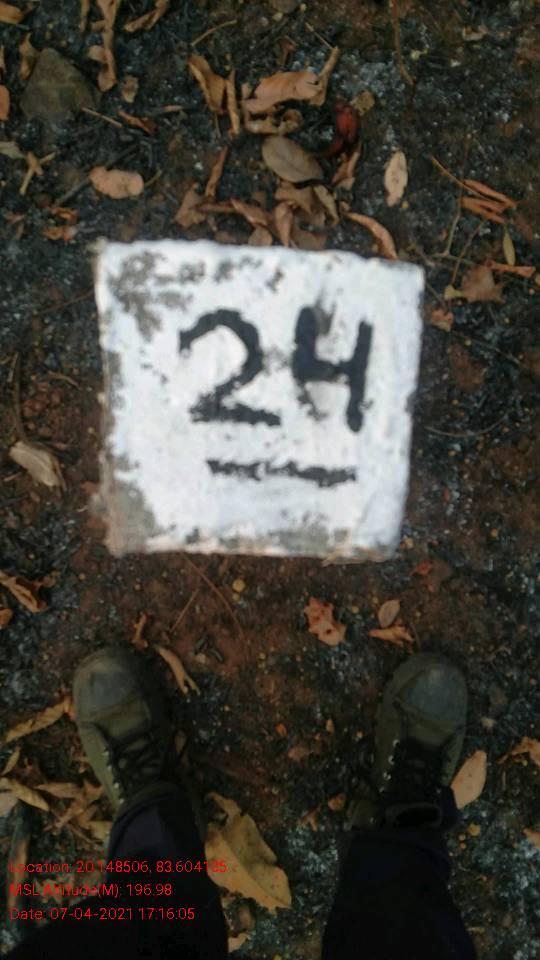 24
Location: 20.148506, 83.604135
MSL Altitude(M): 196.98
Date: 07-04-2021 17:16:05